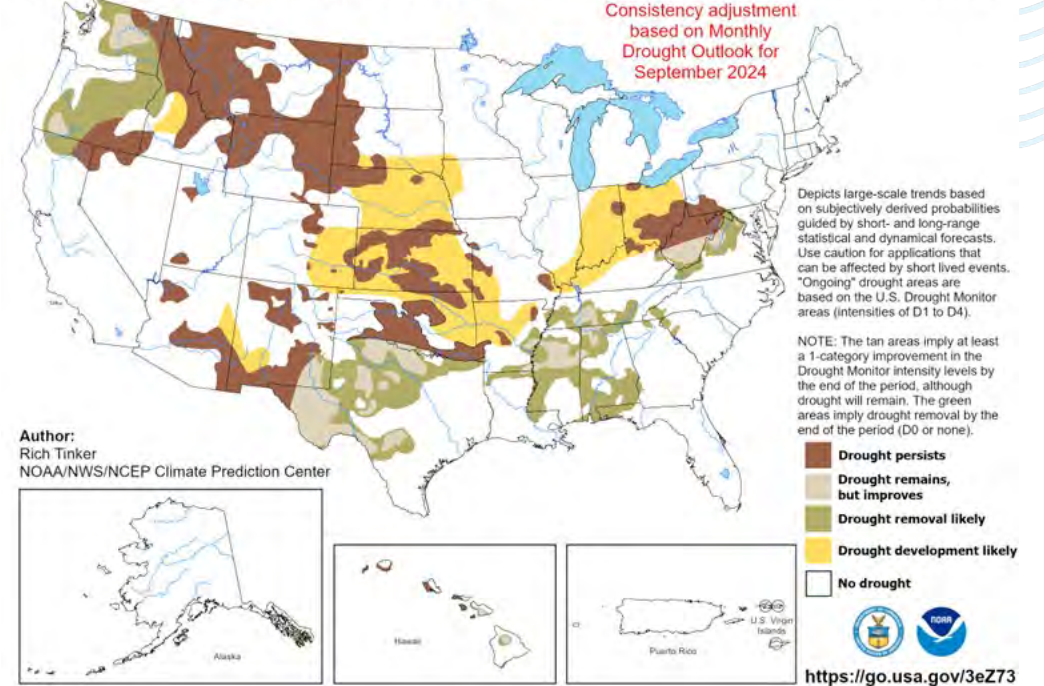 Consistency adjustment
based on Monthly
Drought Outlook for
September 2024
Depicts large-scale trends based
on subjectively derived probabilities
guided by short- and long-range
statistical and dynamical forecasts.
Use caution for applications that
can be affected by short lived events.
"Ongoing" drought areas are
based on the U.S. Drought Monitor
areas (intensities of D1 to D4).
NOTE: The tan areas imply at least
a 1-category improvement in the
Drought Monitor intensity levels by
the end of the period, although
drought will remain. The green
areas imply drought removal by the
end of the period (D0 or none).
Author:
Rich Tinker
NOAA/NWS/NCEP Climate Prediction Center
Drought persists
Drought remains,
but improves
Drought removal likely
Drought development likely
No drought
Alaska
Hawaii
Puerto Rico
U.S. Virgin
Islands
NOAA
https://go.usa.gov/3eZ73